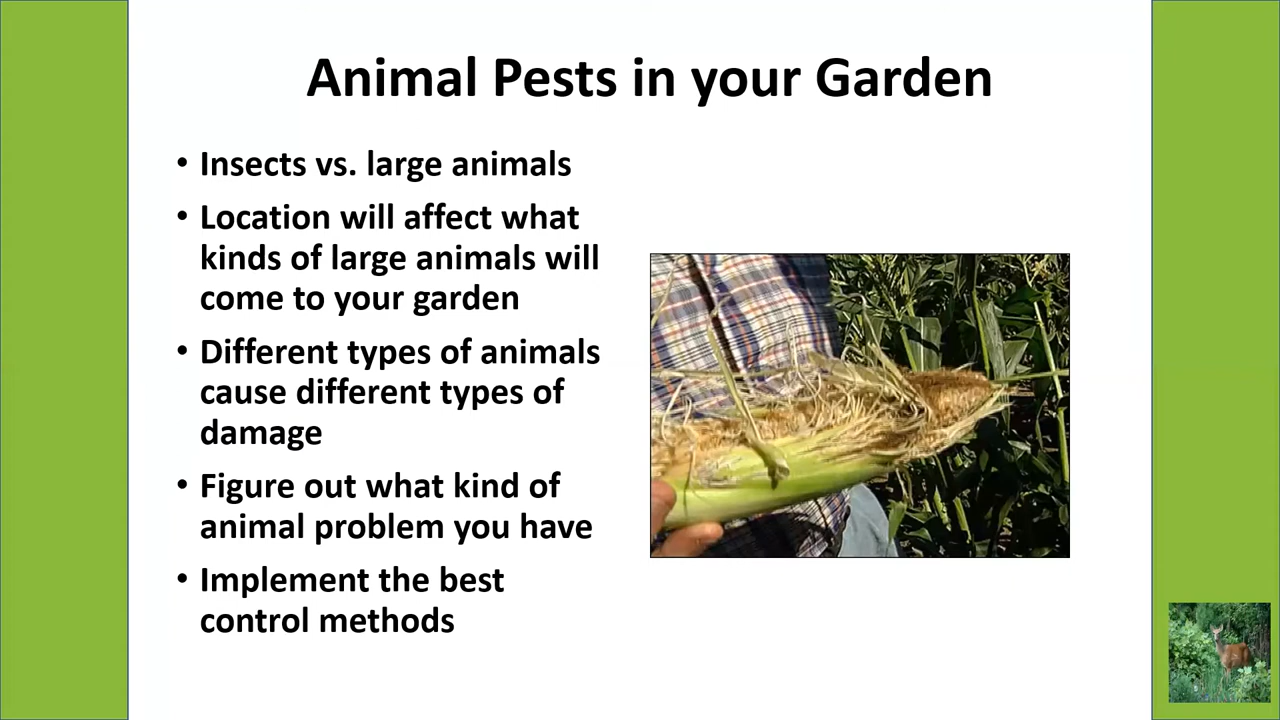 Animal Pests in your Garden
• Insects vs. large animals
• Location will affect what
kinds of large animals will
come to your garden
• Different types of animals
cause different types of
damage
• Figure out what kind of
animal problem you have
• Implement the best
control methods